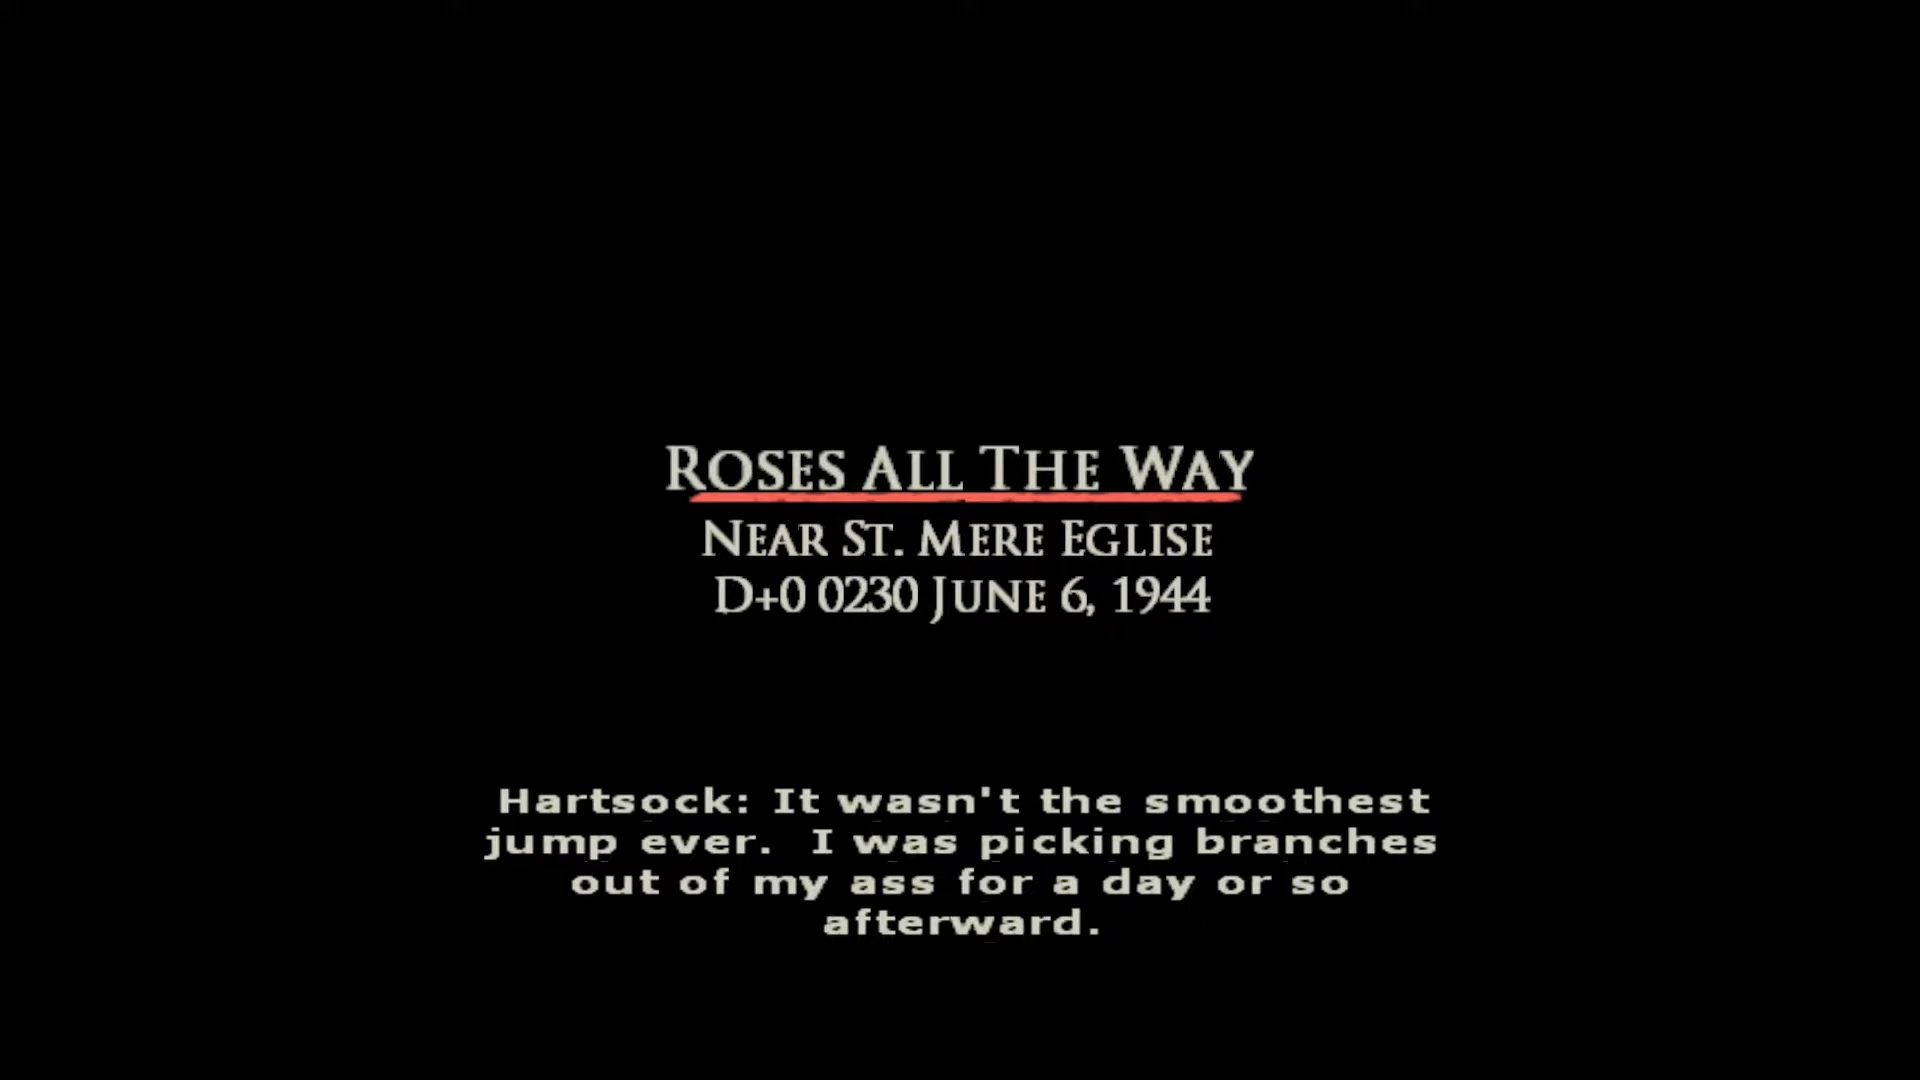 ROSES ALL THE WAY
NEAR ST. MERE EGLISE
D+0 0230 JUNE 6, 1944
Hartsock: It wasn't the smoothest
jump ever.  I was picking branches
out of my ass for a day or so
afterward.